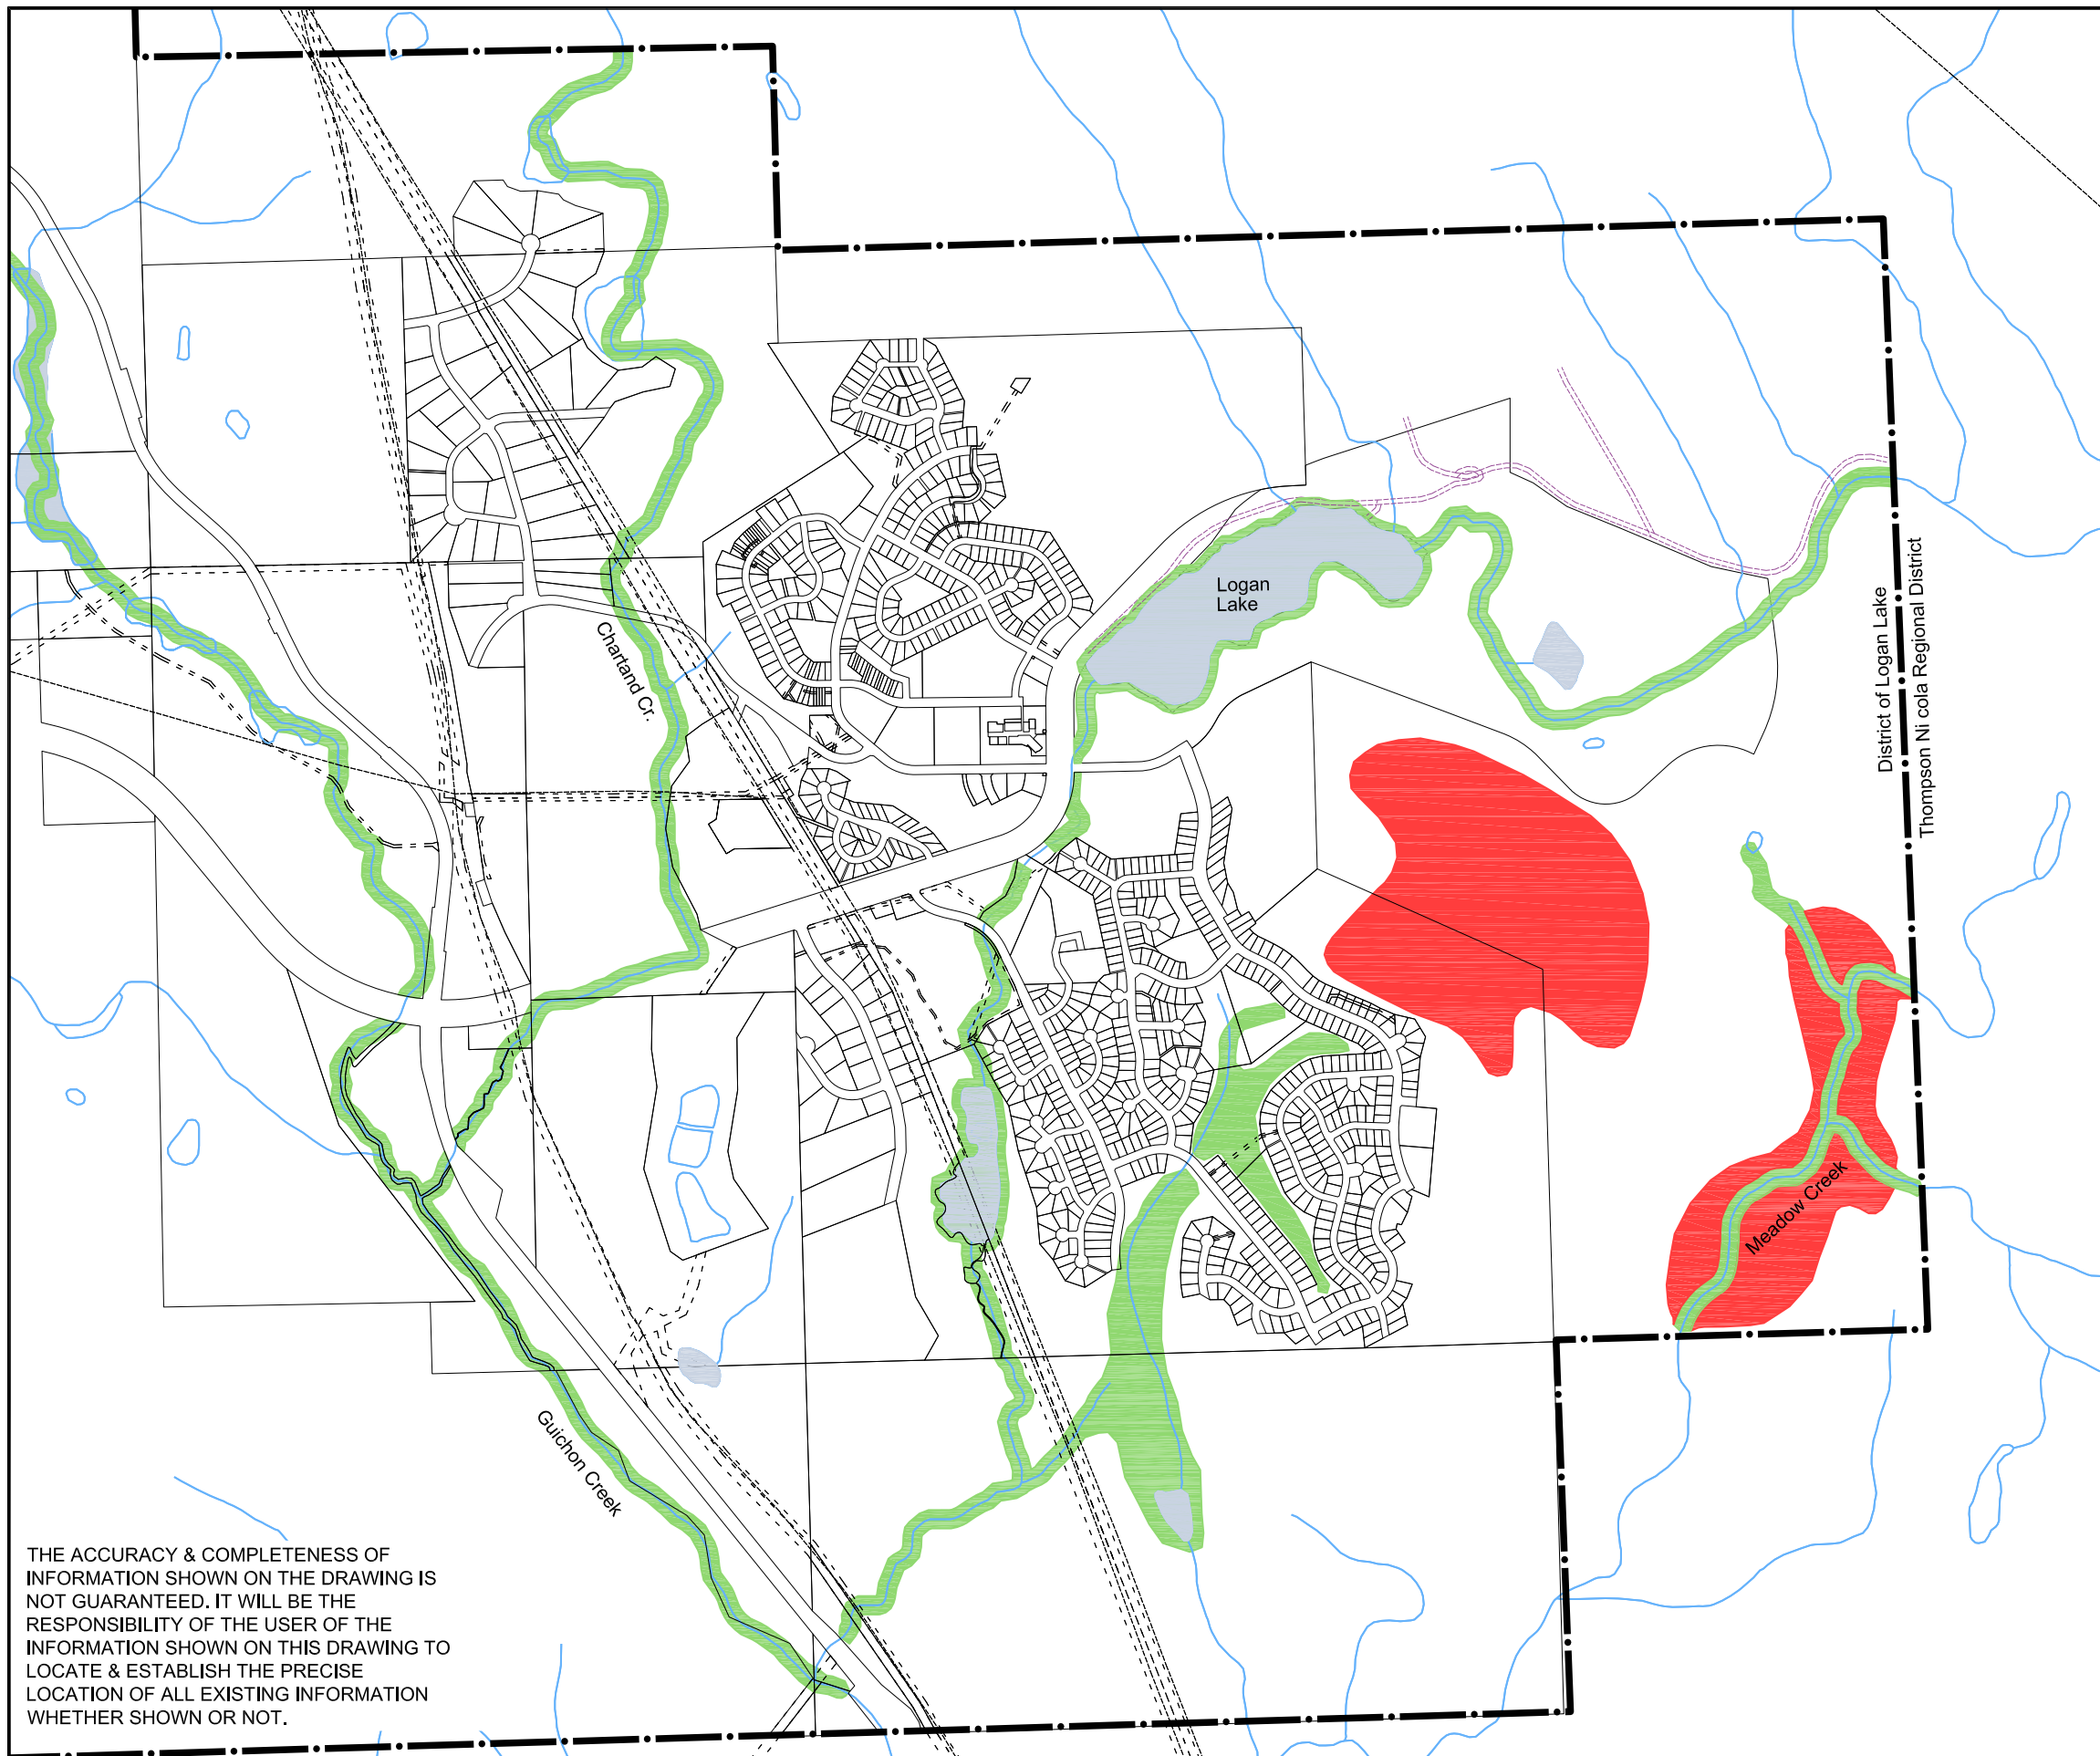 Logan
Lake
Chartand Cr.
District of Logan Lake
Thompson Ni cola Regional District
Meadow Creek
Guichon Creek
THE ACCURACY & COMPLETENESS OF
INFORMATION SHOWN ON THE DRAWING IS
NOT GUARANTEED. IT WILL BE THE
RESPONSIBILITY OF THE USER OF THE
INFORMATION SHOWN ON THIS DRAWING TO
LOCATE & ESTABLISH THE PRECISE
LOCATION OF ALL EXISTING INFORMATION
WHETHER SHOWN OR NOT.